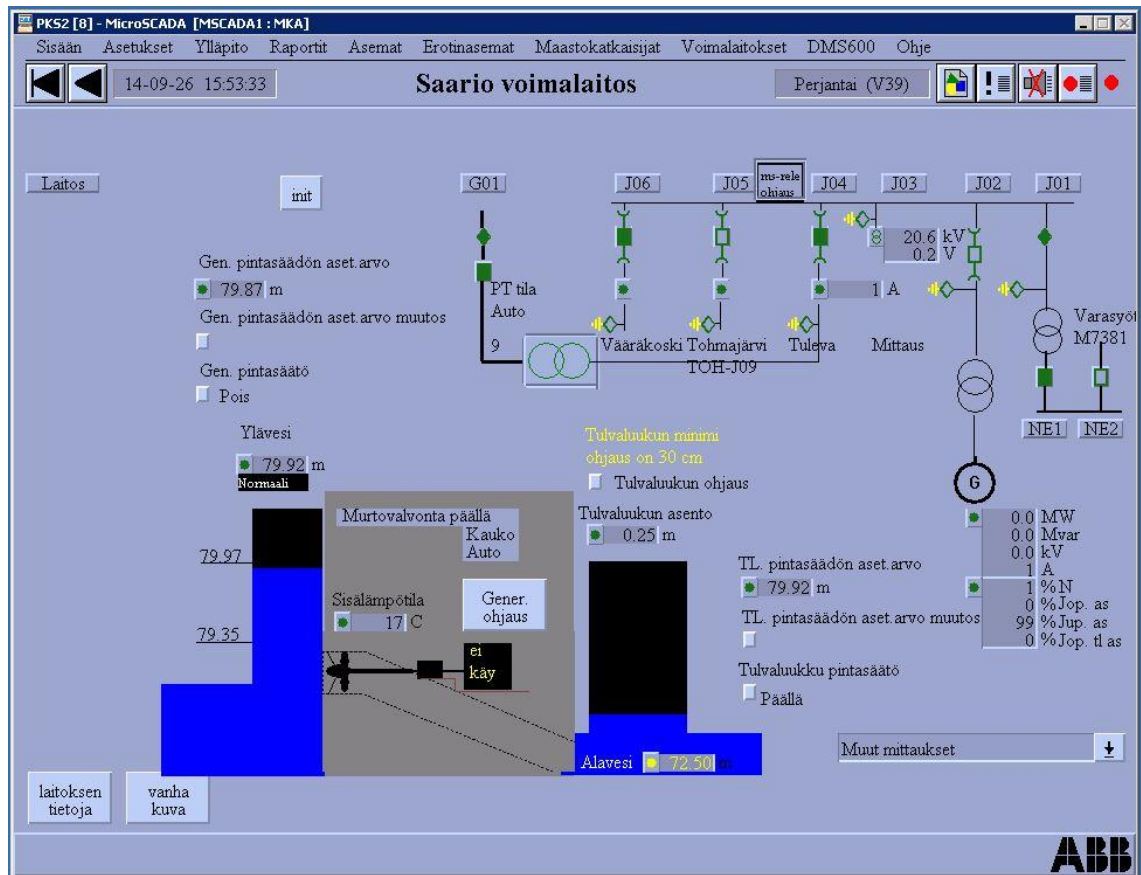 PKS2 [8] - MicroSCADA [MSCADA1 : MKA]
Sisään Asetukset Ylläpito Raportit Asemat Erotinasemat Maastokatkaisijat Voimalaitokset DMS600 Ohje
14-09-26 15:53:33 Saario voimalaitos Perjantai (V39)
Laitos
init
G01
J06
J05
ms-rele
ohjaus
J04
J03
J02
J01
20.6 kV
0.2 V
Gen. pintasäädön aset.arvo
79.87 m
Gen. pintasäädön aset.arvo muutos
Gen. pintasäätö
Pois
PT tila
Auto
9
1 A
Vääräkoski
Tohmajärvi
TOH-J09
Tuleva
Mittaus
Varasyöt
M7381
NE1
NE2
G
Ylävesi
79.92 m
Normaali
79.97
79.35
Murtovalvonta päällä
Kauko
Auto
Sisälämpötila
17 C
Gener.
ohjaus
ei
käy
Tulvaluukun minimi
ohjaus on 30 cm
Tulvaluukun ohjaus
Tulvaluukun asento
0.25 m
Alavesi 72.50 m
TL. pintasäädön aset.arvo
79.92 m
TL. pintasäädön aset.arvo muutos
Tulvaluukku pintasäätö
Päällä
0.0 MW
0.0 Mvar
0.0 kV
1 A
1 %N
0 %Jop. as
99 %Jup. as
0 %Jop. tl as
Muut mittaukset
laitoksen
tietoja
vanha
kuva
ABB